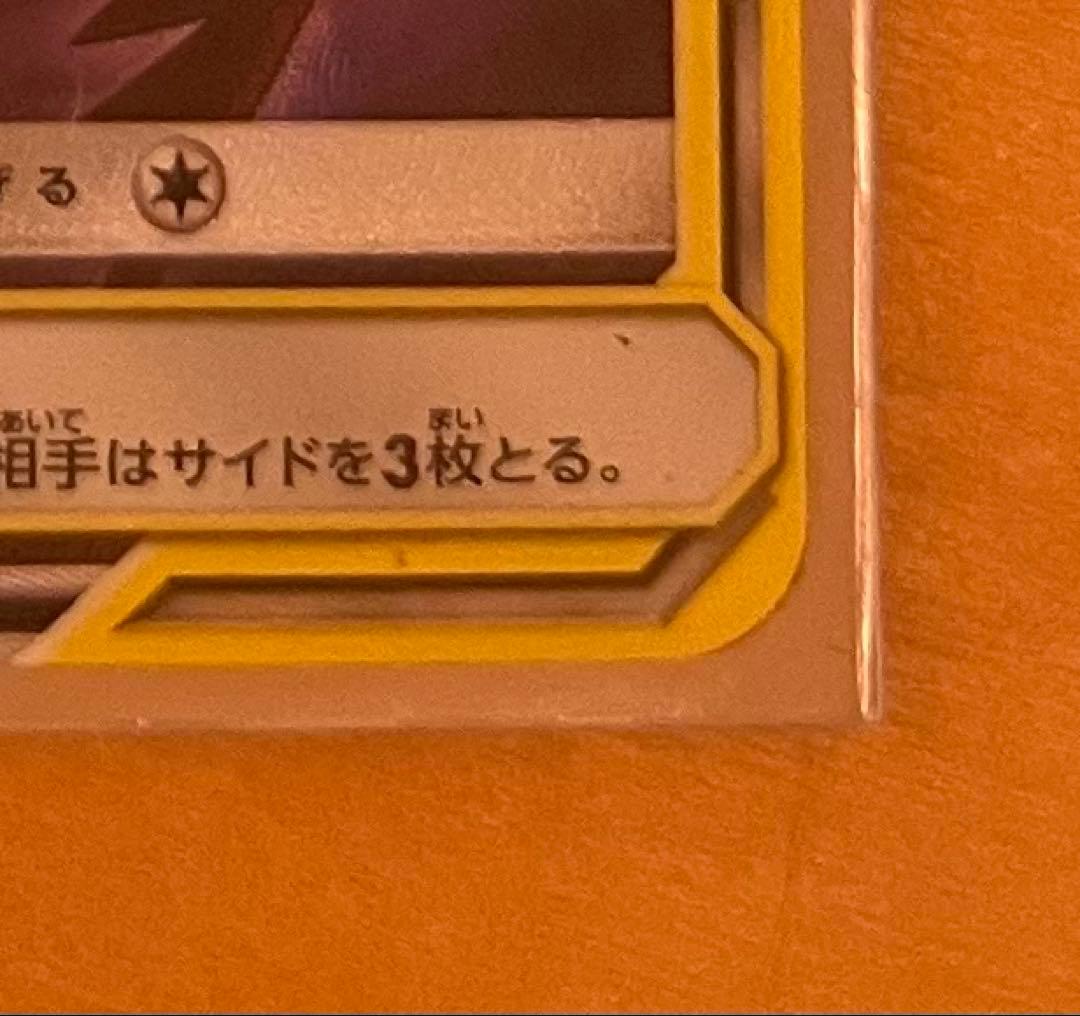 る
あいて
まい
相手はサイドを3枚とる。